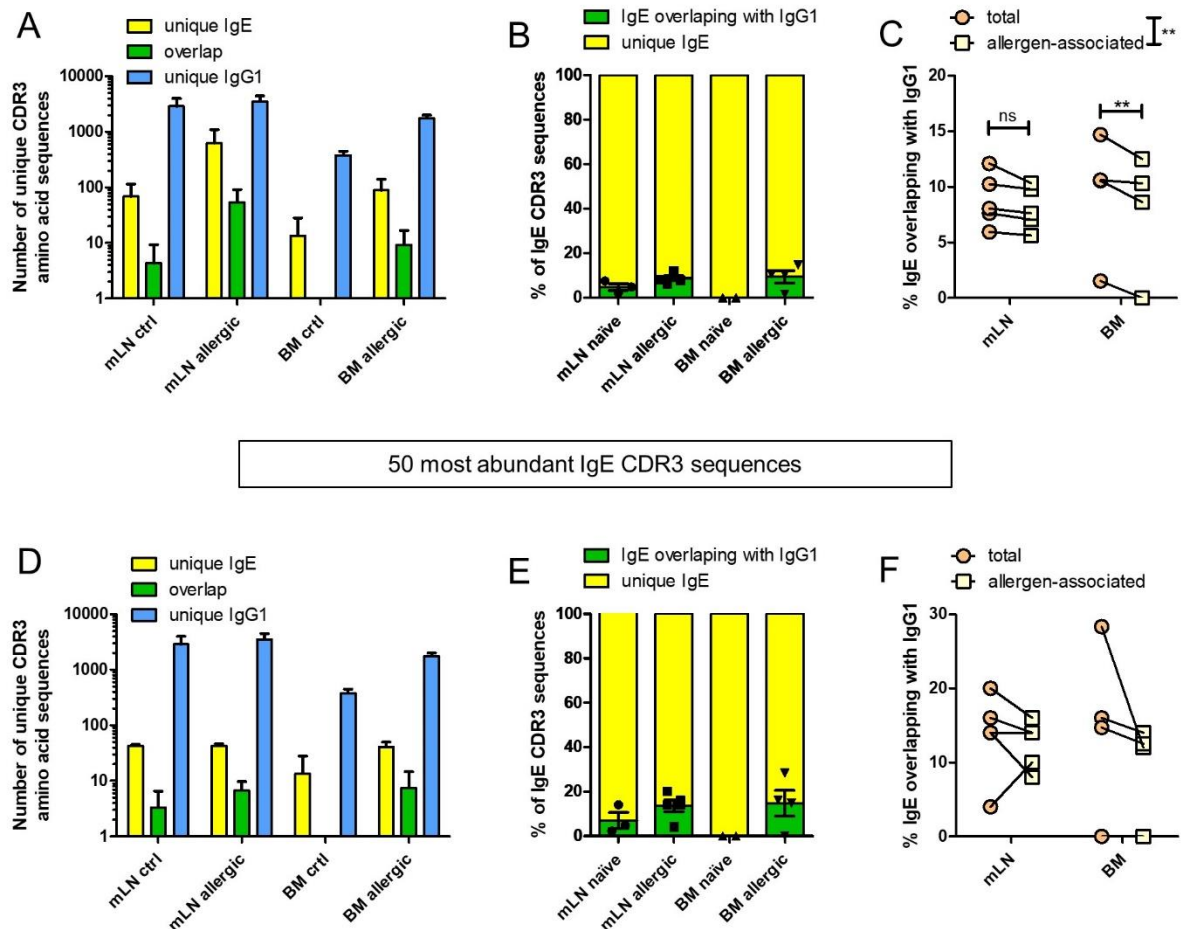 A
unique IgE
overlap
unique IgG1
Number of unique CDR3
amino acid sequences
10000
1000
100
10
1
mLN ctrl
mLN allergic
BM crtl
BM allergic
B
IgE overlaping with IgG1
unique IgE
% of IgE CDR3 sequences
100
80
60
40
20
0
mLN naïve
mLN allergic
BM naïve
BM allergic
C
total
allergen-associated
**
% IgE overlapping with IgG1
20
15
10
5
0
ns
**
mLN
BM
50 most abundant IgE CDR3 sequences
D
unique IgE
overlap
unique IgG1
Number of unique CDR3
amino acid sequences
10000
1000
100
10
1
mLN ctrl
mLN allergic
BM crtl
BM allergic
E
IgE overlaping with IgG1
unique IgE
% of IgE CDR3 sequences
100
80
60
40
20
0
mLN naïve
mLN allergic
BM naïve
BM allergic
F
total
allergen-associated
% IgE overlapping with IgG1
30
20
10
0
mLN
BM